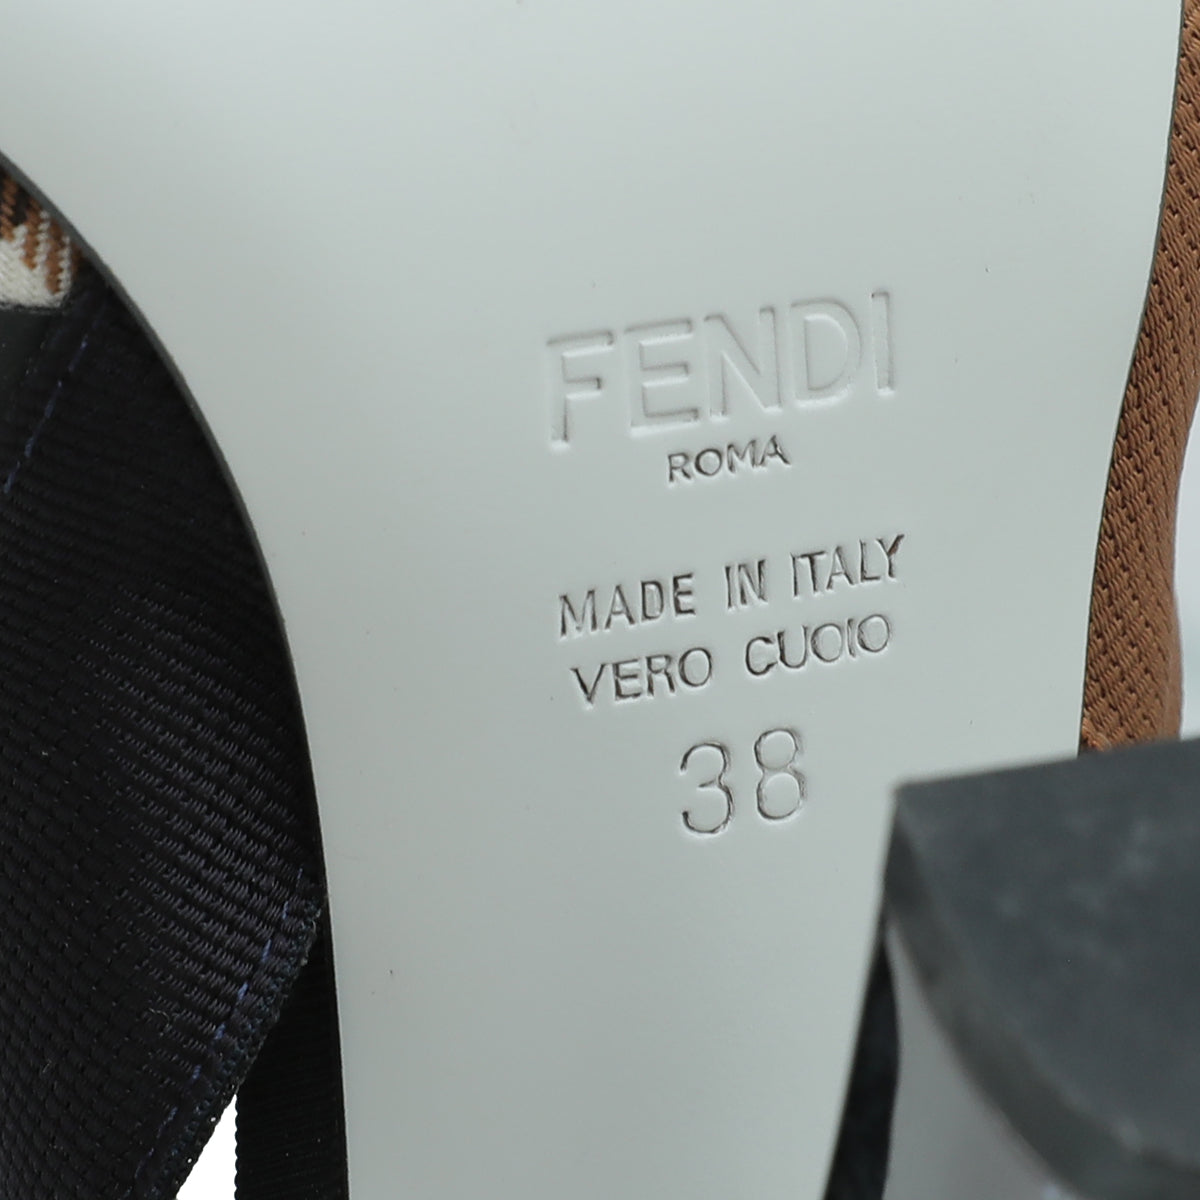 FENDI
ROMA
MADE IN ITALY
VERO CUOIO
38